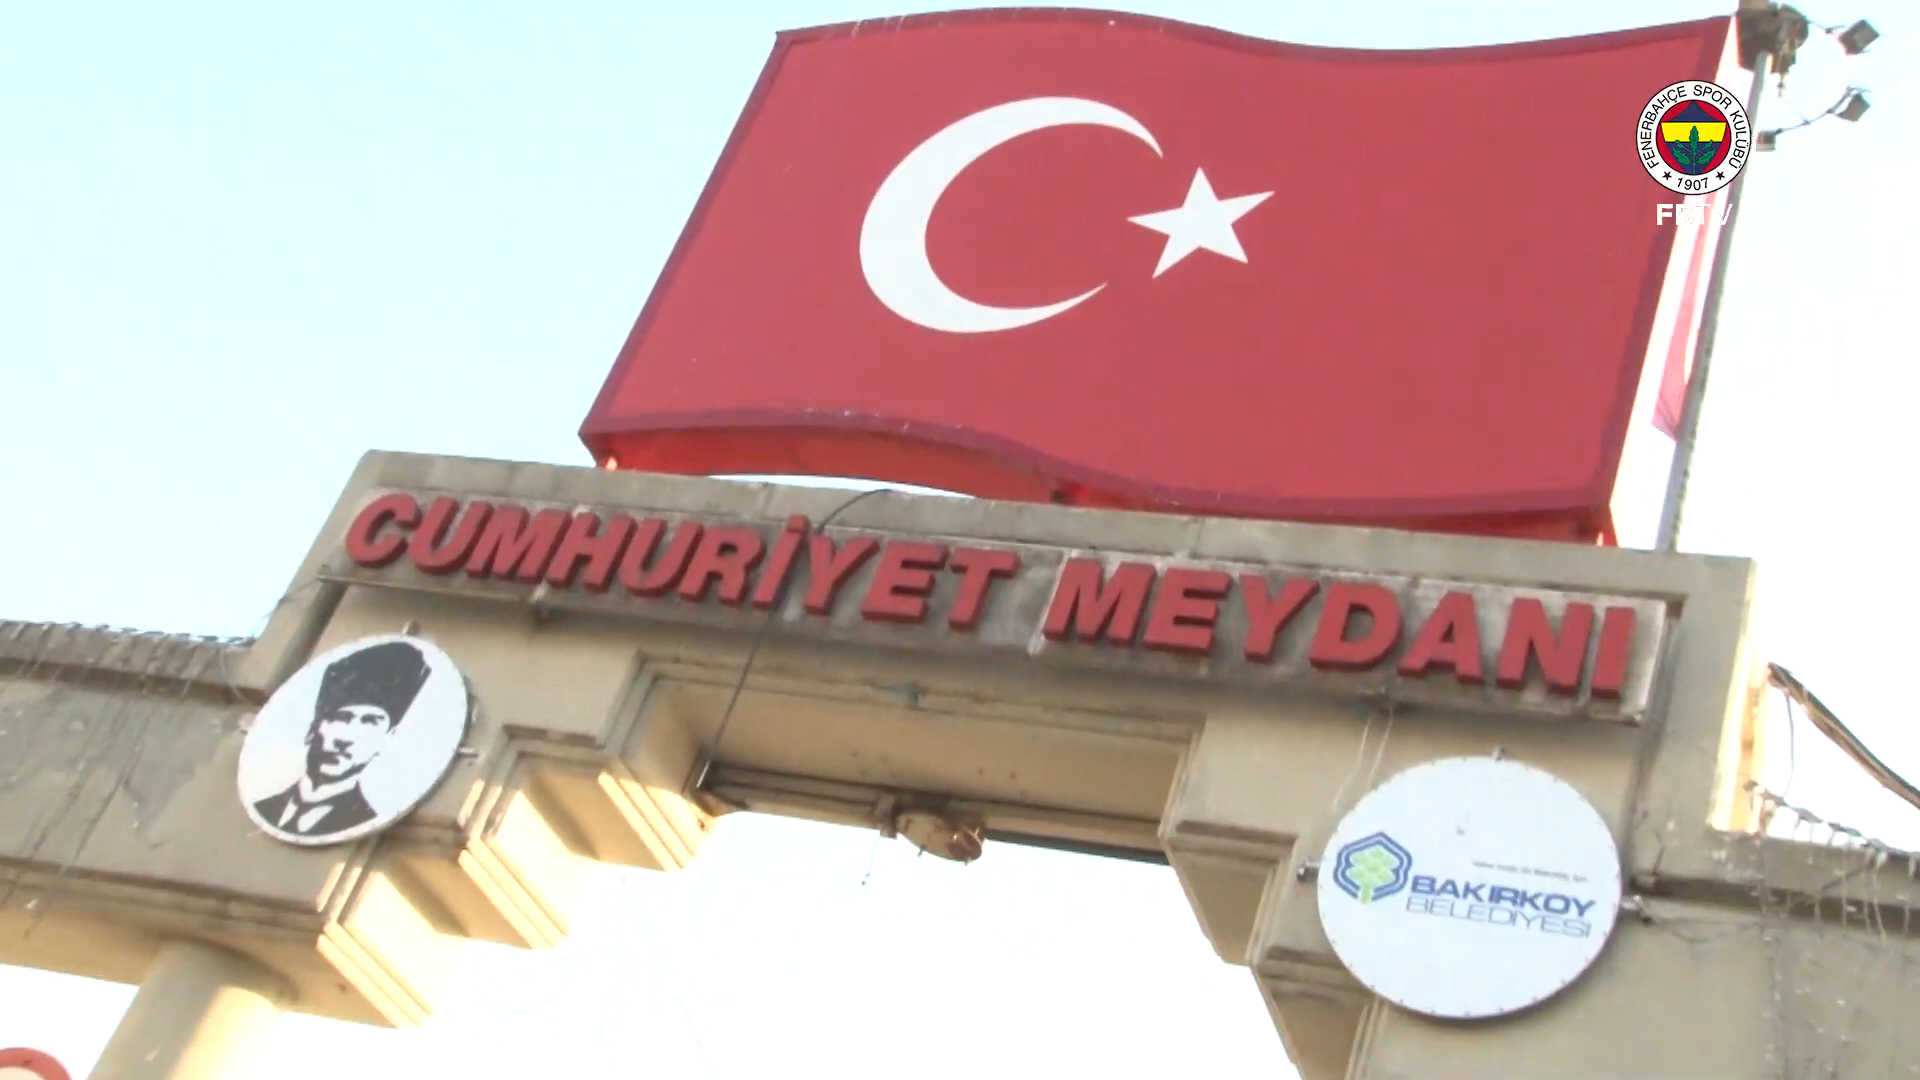 FENERBAHÇE SPOR KULÜBÜ
★ 1907 ★
FBTV
CUMHURİYET MEYDANI
BAKIRKÖY
BELEDİYESİ